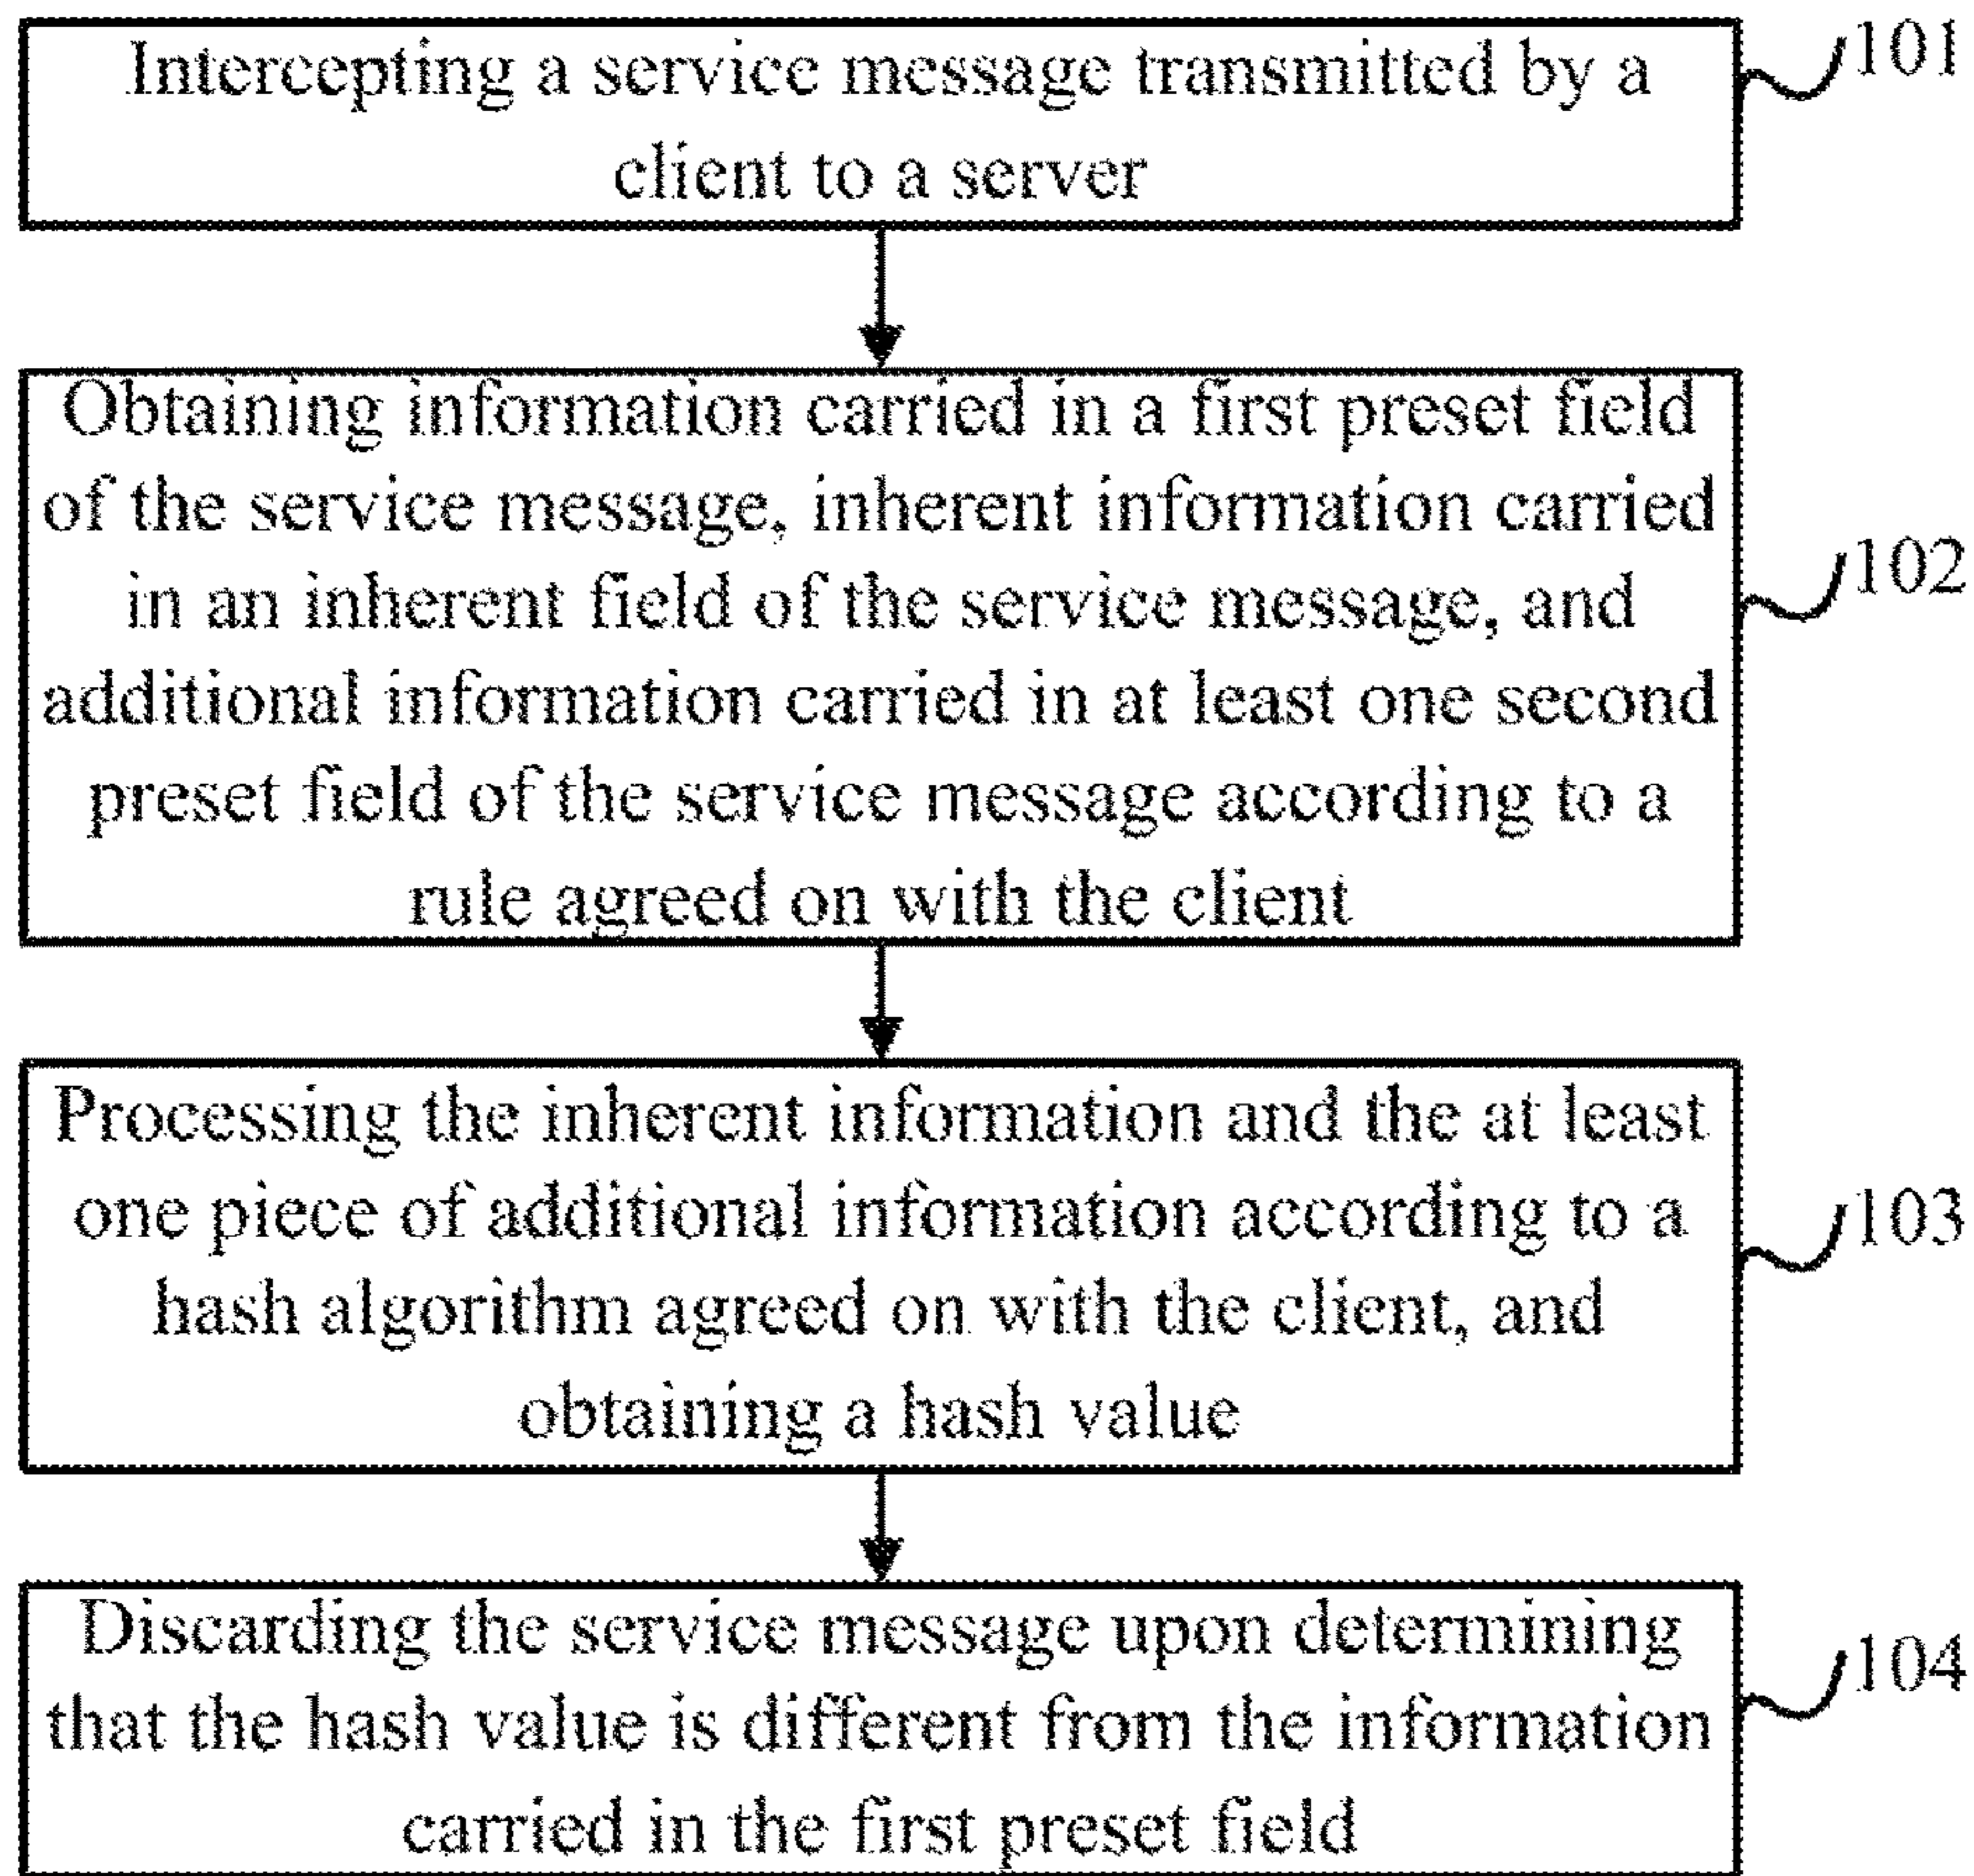 Intercepting a service message transmitted by a
client to a server
101
Obtaining information carried in a first preset field
of the service message, inherent information carried
in an inherent field of the service message, and
additional information carried in at least one second
preset field of the service message according to a
rule agreed on with the client
102
Processing the inherent information and the at least
one piece of additional information according to a
hash algorithm agreed on with the client, and
obtaining a hash value
103
Discarding the service message upon determining
that the hash value is different from the information
carried in the first preset field
104